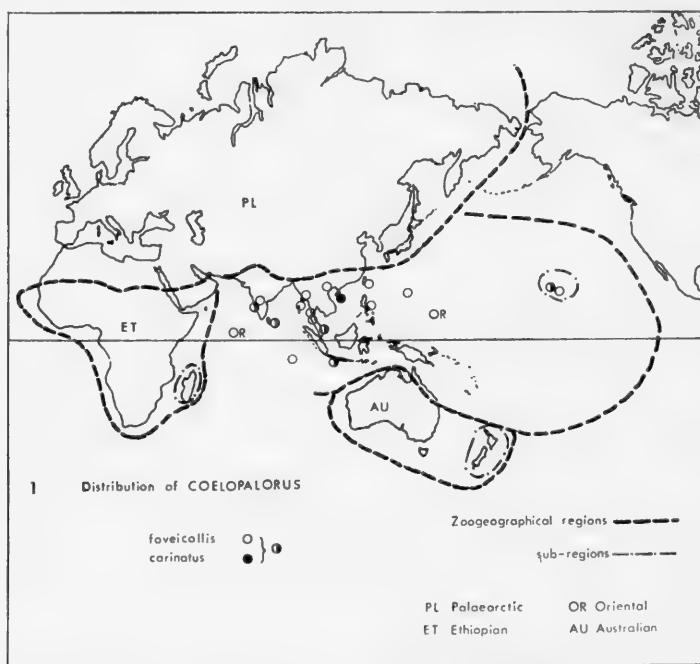 PL
ET
OR
OR
AU
1 Distribution of COELOPALORUS
foveicollis
carinatus
Zoogeographical regions
sub-regions
PL Palaearctic OR Oriental
ET Ethiopian AU Australian